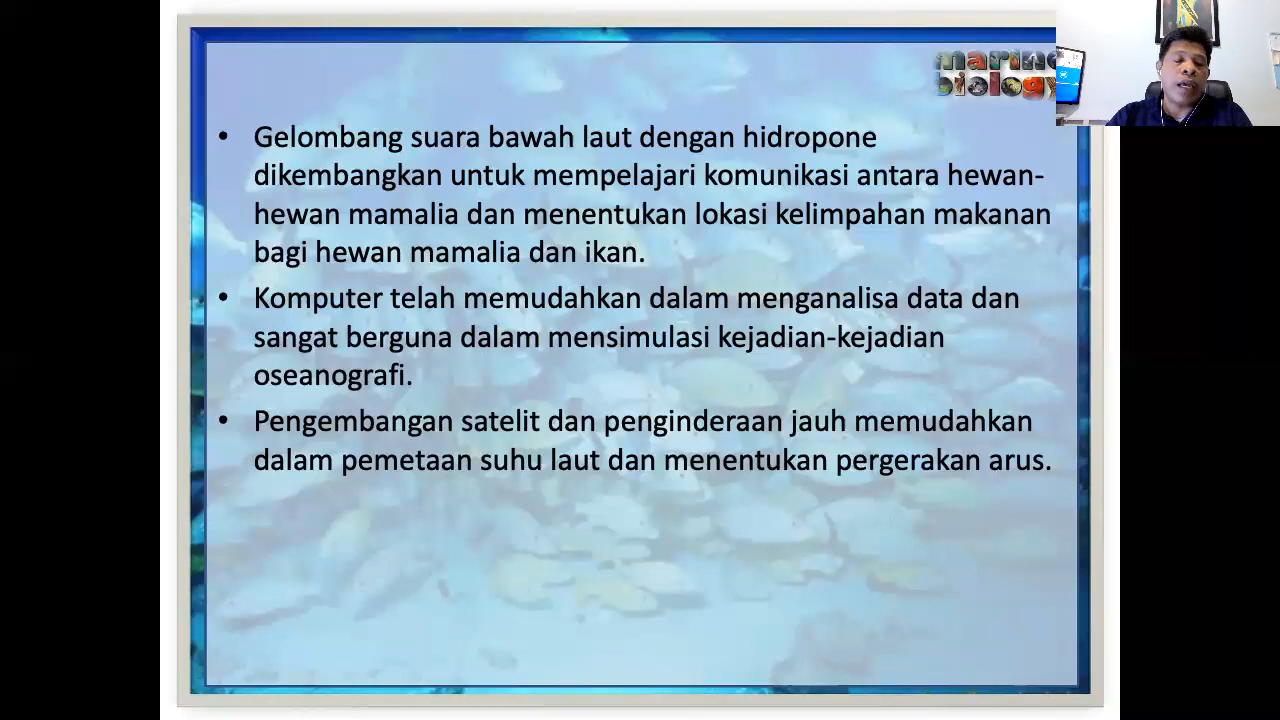 marine
biology
• Gelombang suara bawah laut dengan hidropone
dikembangkan untuk mempelajari komunikasi antara hewan-
hewan mamalia dan menentukan lokasi kelimpahan makanan
bagi hewan mamalia dan ikan.
• Komputer telah memudahkan dalam menganalisa data dan
sangat berguna dalam mensimulasi kejadian-kejadian
oseanografi.
• Pengembangan satelit dan penginderaan jauh memudahkan
dalam pemetaan suhu laut dan menentukan pergerakan arus.